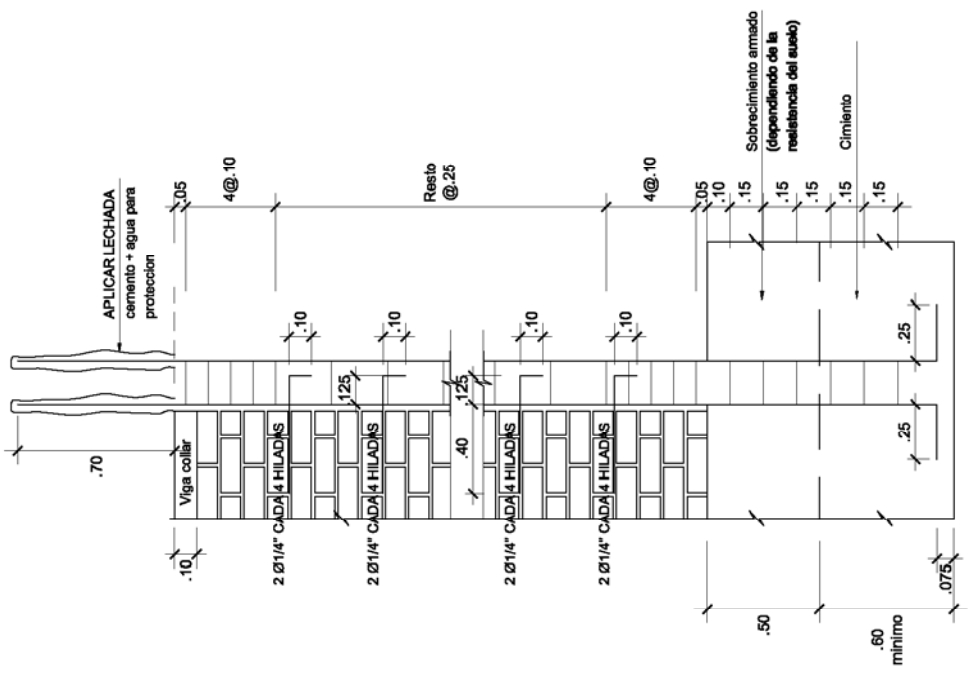 APLICAR LECHADA
cemento + agua para
proteccion
.70
.05
4@.10
Viga collar
.10
Resto
@.25
2 Ø1/4" CADA 4 HILADAS
.10
2 Ø1/4" CADA 4 HILADAS
.10
.125
.125
.40
2 Ø1/4" CADA 4 HILADAS
.10
2 Ø1/4" CADA 4 HILADAS
.10
4@.10
.05
.10
.15
.15
.15
.15
.15
Sobrecimiento armado
(dependiendo de la
resistencia del suelo)
Cimiento
.50
.60
minimo
.25
.25
.075